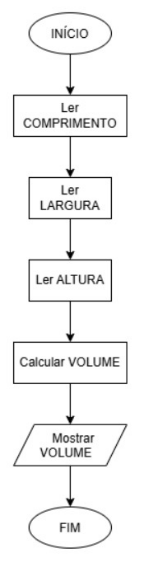 INÍCIO
Ler
COMPRIMENTO
Ler
LARGURA
Ler ALTURA
Calcular VOLUME
Mostrar
VOLUME
FIM